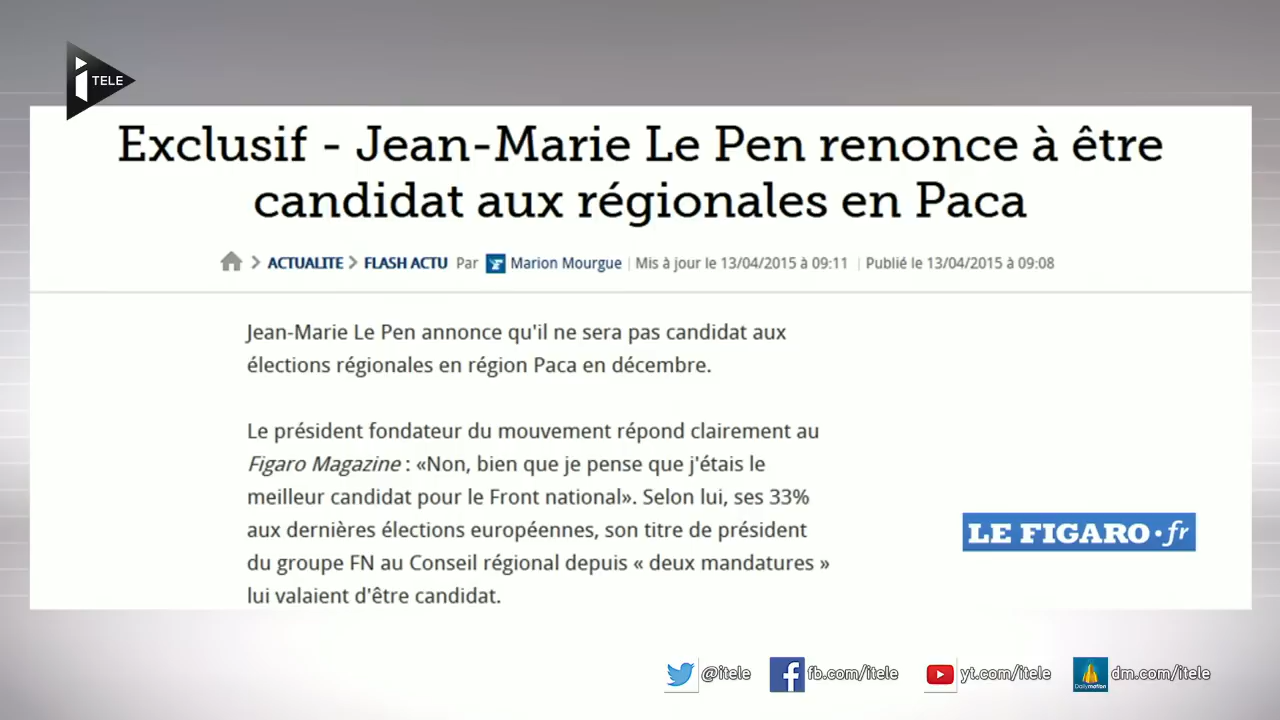 i TELE
Exclusif - Jean-Marie Le Pen renonce à être
candidat aux régionales en Paca
ACTUALITE FLASH ACTU Par Marion Mourgue | Mis à jour le 13/04/2015 à 09:11 | Publié le 13/04/2015 à 09:08
Jean-Marie Le Pen annonce qu'il ne sera pas candidat aux
élections régionales en région Paca en décembre.
Le président fondateur du mouvement répond clairement au
Figaro Magazine : «Non, bien que je pense que j'étais le
meilleur candidat pour le Front national». Selon lui, ses 33%
aux dernières élections européennes, son titre de président
du groupe FN au Conseil régional depuis « deux mandatures »
lui valaient d'être candidat.
LE FIGARO·fr
@itele fb.com/itele yt.com/itele Dailymotion dm.com/itele